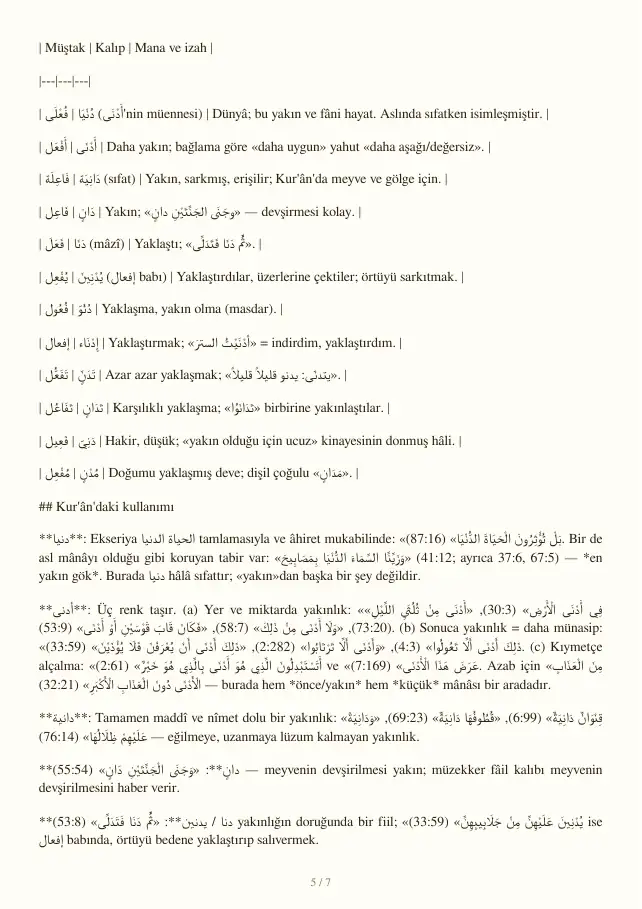 | Müştak | Kalıp | Mana ve izah |
|---|---|---|
| دُنْيَا | فُعْلَى (أَدْنَى'nin müennesi) | Dünyâ; bu yakın ve fâni hayat. Aslında sıfatken isimleşmiştir. |
| أَدْنَى | أَفْعَل | Daha yakın; bağlama göre «daha uygun» yahut «daha aşağı/değersiz». |
| دَانِيَة | فَاعِلَة (sıfat) | Yakın, sarkmış, erişilir; Kur'ân'da meyve ve gölge için. |
| دَانٍ | فَاعِل | Yakın; «وجَنَى الجَنَّتَيْنِ دانٍ» — devşirmesi kolay. |
| دَنَا | فَعَلَ (mâzî) | Yaklaştı; «ثُمَّ دَنَا فَتَدَلَّى». |
| يُدْنِينَ | يُفْعِل (إفعال babı) | Yaklaştırdılar, üzerlerine çektiler; örtüyü sarkıtmak. |
| دُنُوّ | فُعُول | Yaklaşma, yakın olma (masdar). |
| إِدْنَاء | إفعال | Yaklaştırmak; «أَدْنَيْتُ الستر» = indirdim, yaklaştırdım. |
| تَدَنٍّ | تَفَعُّل | Azar azar yaklaşmak; «يتدنّى: يدنو قليلاً قليلاً». |
| تَدَانٍ | تَفَاعُل | Karşılıklı yaklaşma; «تَدَانَوْا» birbirine yakınlaştılar. |
| دَنِيّ | فَعِيل | Hakir, düşük; «yakın olduğu için ucuz» kinayesinin donmuş hâli. |
| مُدْنٍ | مُفْعِل | Doğumu yaklaşmış deve; dişil çoğulu «مَدَانٍ». |
## Kur'ân'daki kullanımı
**دنيا**: Ekseriya الحياة الدنيا tamlamasıyla ve âhiret mukabilinde: «بَلْ تُؤْثِرُونَ الْحَيَاةَ الدُّنْيَا» (87:16). Bir de
asl mânâyı olduğu gibi koruyan tabir var: «وَزَيَّنَّا السَّمَاءَ الدُّنْيَا بِمَصَابِيحَ» (41:12; ayrıca 37:6, 67:5) — *en
yakın gök*. Burada دنيا hâlâ sıfattır; «yakın»dan başka bir şey değildir.
**أدنى**: Üç renk taşır. (a) Yer ve miktarda yakınlık: «فِي أَدْنَى الْأَرْضِ» (30:3), «أَدْنَى مِنْ ثُلُثَيِ اللَّيْلِ»
(73:20), «وَلَا أَدْنَى مِنْ ذَلِكَ» (58:7), «فَكَانَ قَابَ قَوْسَيْنِ أَوْ أَدْنَى» (53:9). (b) Sonuca yakınlık = daha münasip:
«ذَلِكَ أَدْنَى أَلَّا تَعُولُوا» (4:3), «وَأَدْنَى أَلَّا تَرْتَابُوا» (2:282), «ذَلِكَ أَدْنَى أَنْ يُعْرَفْنَ فَلَا يُؤْذَيْنَ» (33:59). (c) Kıymetçe
alçalma: «أَتَسْتَبْدِلُونَ الَّذِي هُوَ أَدْنَى بِالَّذِي هُوَ خَيْرٌ» (2:61) ve «عَرَضَ هَذَا الْأَدْنَى» (7:169). Azab için «مِنَ الْعَذَابِ
الْأَدْنَى دُونَ الْعَذَابِ الْأَكْبَرِ» (32:21) — burada hem *önce/yakın* hem *küçük* mânâsı bir aradadır.
**دانية**: Tamamen maddî ve nîmet dolu bir yakınlık: «قِنْوَانٌ دَانِيَةٌ» (6:99), «قُطُوفُهَا دَانِيَةٌ» (69:23), «وَدَانِيَةً
عَلَيْهِمْ ظِلَالُهَا» (76:14) — eğilmeye, uzanmaya lüzum kalmayan yakınlık.
**دانٍ**: «وَجَنَى الْجَنَّتَيْنِ دَانٍ» (55:54) — meyvenin devşirilmesi yakın; müzekker fâil kalıbı meyvenin
devşirilmesini haber verir.
**دنا / يدنين**: «ثُمَّ دَنَا فَتَدَلَّى» (53:8) yakınlığın doruğunda bir fiil; «يُدْنِينَ عَلَيْهِنَّ مِنْ جَلَابِيبِهِنَّ» (33:59) ise
إفعال babında, örtüyü bedene yaklaştırıp salıvermek.
5 / 7